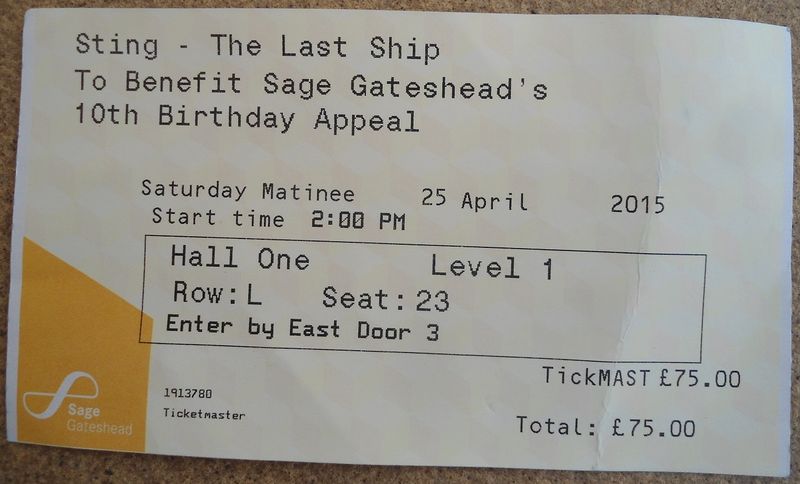 Sting - The Last Ship
To Benefit Sage Gateshead's
10th Birthday Appeal
Saturday Matinee 25 April 2015
Start time 2:00 PM
Hall One Level 1
Row: L Seat: 23
Enter by East Door 3
TickMAST £75.00
1913780
Ticketmaster
Total: £75.00
Sage
Gateshead